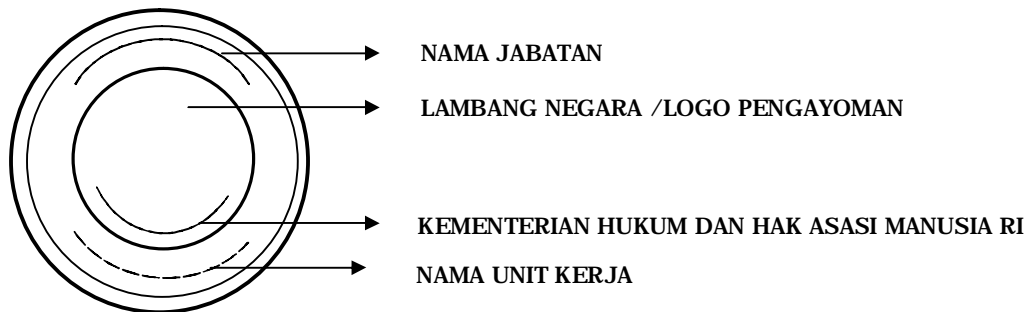 NAMA JABATAN
LAMBANG NEGARA /LOGO PENGAYOMAN
KEMENTERIAN HUKUM DAN HAK ASASI MANUSIA RI
NAMA UNIT KERJA